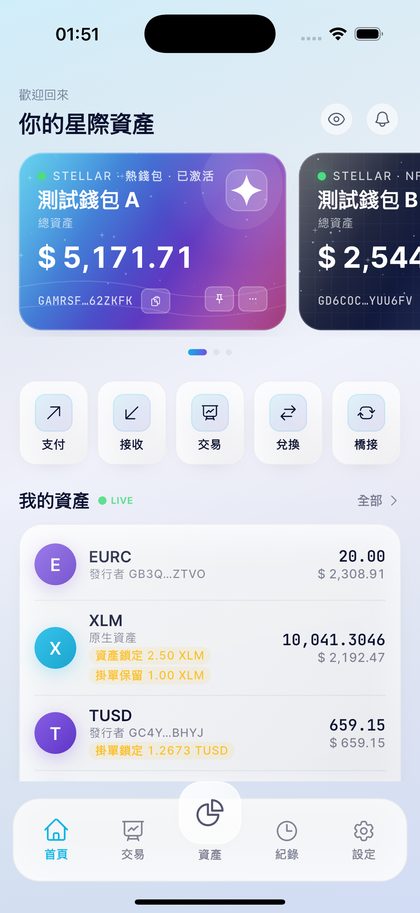 01:51
歡迎回來
你的星際資產
STELLAR · 熱錢包 · 已激活
測試錢包 A
總資產
$ 5,171.71
GAMRSF…62ZKFK
STELLAR · NF
測試錢包 B
總資產
$ 2,544
GD6COC…YUU6FV
支付
接收
交易
兌換
橋接
我的資產
LIVE
全部
E
EURC
發行者 GB3Q…ZTVO
20.00
$ 2,308.91
X
XLM
原生資產
資產鎖定 2.50 XLM
掛單保留 1.00 XLM
10,041.3046
$ 2,192.47
T
TUSD
發行者 GC4Y…BHYJ
掛單鎖定 1.2673 TUSD
659.15
$ 659.15
首頁
交易
資產
紀錄
設定